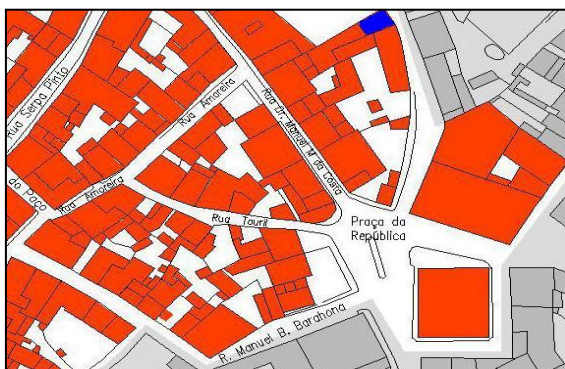 Rua Serpa Pinto
Rua Amoreira
Rua Dr. Manuel M da Costa
do Paço
Rua Amoreira
Rua Touril
Praça da
República
R. Manuel B. Barahona